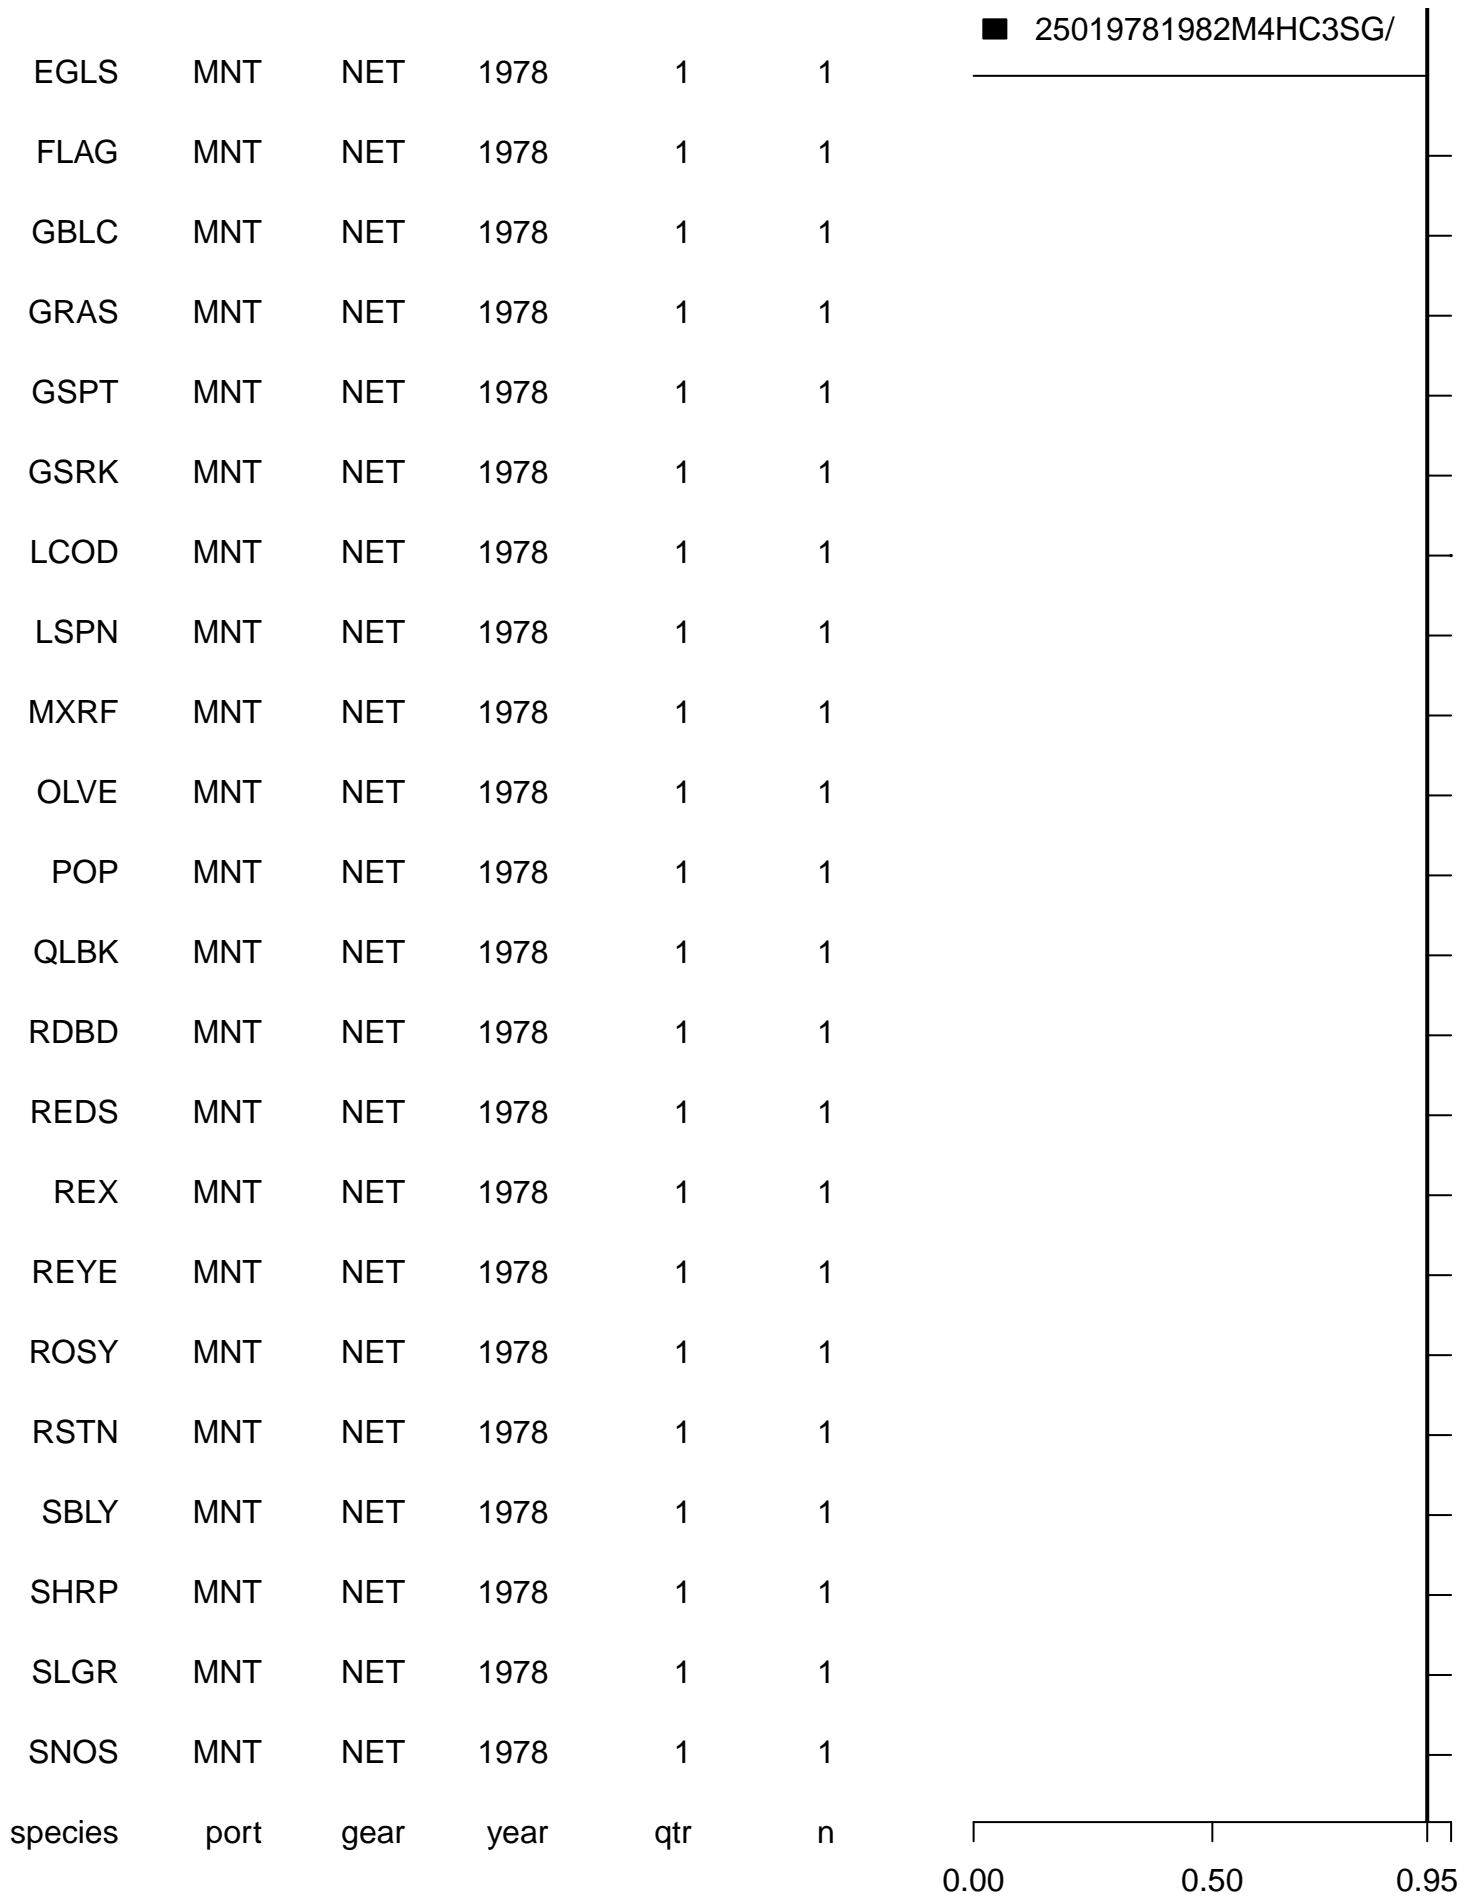 25019781982M4HC3SG/
EGLS MNT NET 1978 1 1
FLAG MNT NET 1978 1 1
GBLC MNT NET 1978 1 1
GRAS MNT NET 1978 1 1
GSPT MNT NET 1978 1 1
GSRK MNT NET 1978 1 1
LCOD MNT NET 1978 1 1
LSPN MNT NET 1978 1 1
MXRF MNT NET 1978 1 1
OLVE MNT NET 1978 1 1
POP MNT NET 1978 1 1
QLBK MNT NET 1978 1 1
RDBD MNT NET 1978 1 1
REDS MNT NET 1978 1 1
REX MNT NET 1978 1 1
REYE MNT NET 1978 1 1
ROSY MNT NET 1978 1 1
RSTN MNT NET 1978 1 1
SBLY MNT NET 1978 1 1
SHRP MNT NET 1978 1 1
SLGR MNT NET 1978 1 1
SNOS MNT NET 1978 1 1
species port gear year qtr n
0.00 0.50 0.95